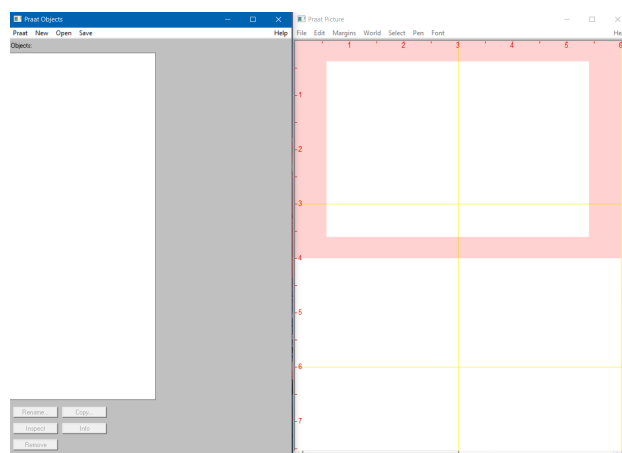 Praat Objects
Praat New Open Save Help
Objects:
Rename... Copy...
Inspect Info
Remove
Praat Picture
File Edit Margins World Select Pen Font He
1 2 3 4 5 6
1
2
3
4
5
6
7